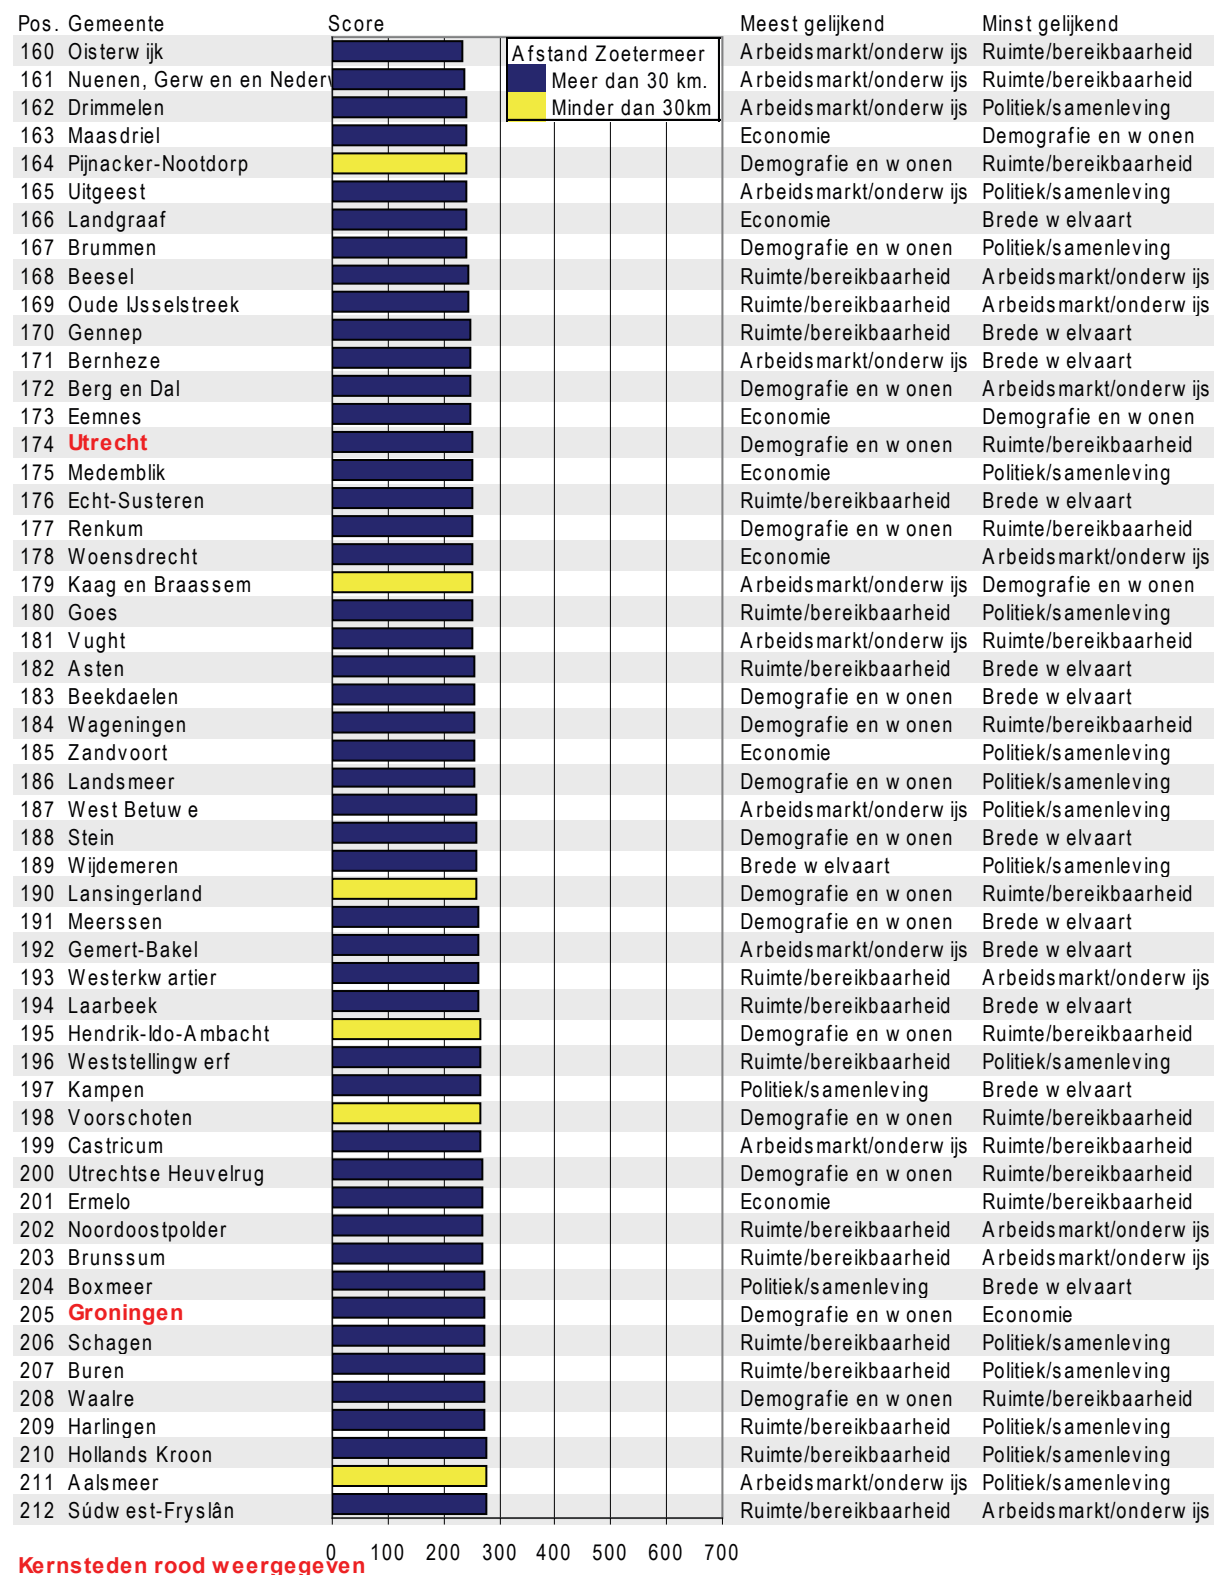 Pos. Gemeente Score Meest gelijkend Minst gelijkend
Afstand Zoetermeer
Meer dan 30 km.
Minder dan 30km
160 Oisterwijk Arbeidsmarkt/onderwijs Ruimte/bereikbaarheid
161 Nuenen, Gerwen en Nederw Arbeidsmarkt/onderwijs Ruimte/bereikbaarheid
162 Drimmelen Arbeidsmarkt/onderwijs Politiek/samenleving
163 Maasdriel Economie Demografie en wonen
164 Pijnacker-Nootdorp Demografie en wonen Ruimte/bereikbaarheid
165 Uitgeest Arbeidsmarkt/onderwijs Politiek/samenleving
166 Landgraaf Economie Brede welvaart
167 Brummen Demografie en wonen Politiek/samenleving
168 Beesel Ruimte/bereikbaarheid Arbeidsmarkt/onderwijs
169 Oude IJsselstreek Ruimte/bereikbaarheid Arbeidsmarkt/onderwijs
170 Gennep Ruimte/bereikbaarheid Brede welvaart
171 Bernheze Arbeidsmarkt/onderwijs Brede welvaart
172 Berg en Dal Demografie en wonen Arbeidsmarkt/onderwijs
173 Eemnes Economie Demografie en wonen
174 Utrecht Demografie en wonen Ruimte/bereikbaarheid
175 Medemblik Economie Politiek/samenleving
176 Echt-Susteren Ruimte/bereikbaarheid Brede welvaart
177 Renkum Demografie en wonen Ruimte/bereikbaarheid
178 Woensdrecht Economie Arbeidsmarkt/onderwijs
179 Kaag en Braassem Arbeidsmarkt/onderwijs Demografie en wonen
180 Goes Ruimte/bereikbaarheid Politiek/samenleving
181 Vught Arbeidsmarkt/onderwijs Ruimte/bereikbaarheid
182 Asten Ruimte/bereikbaarheid Brede welvaart
183 Beekdaelen Demografie en wonen Brede welvaart
184 Wageningen Demografie en wonen Ruimte/bereikbaarheid
185 Zandvoort Economie Politiek/samenleving
186 Landsmeer Demografie en wonen Politiek/samenleving
187 West Betuwe Arbeidsmarkt/onderwijs Politiek/samenleving
188 Stein Demografie en wonen Brede welvaart
189 Wijdemeren Brede welvaart Politiek/samenleving
190 Lansingerland Demografie en wonen Ruimte/bereikbaarheid
191 Meerssen Demografie en wonen Brede welvaart
192 Gemert-Bakel Arbeidsmarkt/onderwijs Brede welvaart
193 Westerkwartier Ruimte/bereikbaarheid Arbeidsmarkt/onderwijs
194 Laarbeek Ruimte/bereikbaarheid Brede welvaart
195 Hendrik-Ido-Ambacht Demografie en wonen Ruimte/bereikbaarheid
196 Weststellingwerf Ruimte/bereikbaarheid Politiek/samenleving
197 Kampen Politiek/samenleving Brede welvaart
198 Voorschoten Demografie en wonen Ruimte/bereikbaarheid
199 Castricum Arbeidsmarkt/onderwijs Ruimte/bereikbaarheid
200 Utrechtse Heuvelrug Demografie en wonen Ruimte/bereikbaarheid
201 Ermelo Economie Ruimte/bereikbaarheid
202 Noordoostpolder Ruimte/bereikbaarheid Arbeidsmarkt/onderwijs
203 Brunssum Ruimte/bereikbaarheid Arbeidsmarkt/onderwijs
204 Boxmeer Politiek/samenleving Brede welvaart
205 Groningen Demografie en wonen Economie
206 Schagen Ruimte/bereikbaarheid Politiek/samenleving
207 Buren Ruimte/bereikbaarheid Politiek/samenleving
208 Waalre Demografie en wonen Ruimte/bereikbaarheid
209 Harlingen Ruimte/bereikbaarheid Politiek/samenleving
210 Hollands Kroon Ruimte/bereikbaarheid Politiek/samenleving
211 Aalsmeer Arbeidsmarkt/onderwijs Politiek/samenleving
212 Súdwest-Fryslân Ruimte/bereikbaarheid Arbeidsmarkt/onderwijs
0 100 200 300 400 500 600 700
Kernsteden rood weergegeven